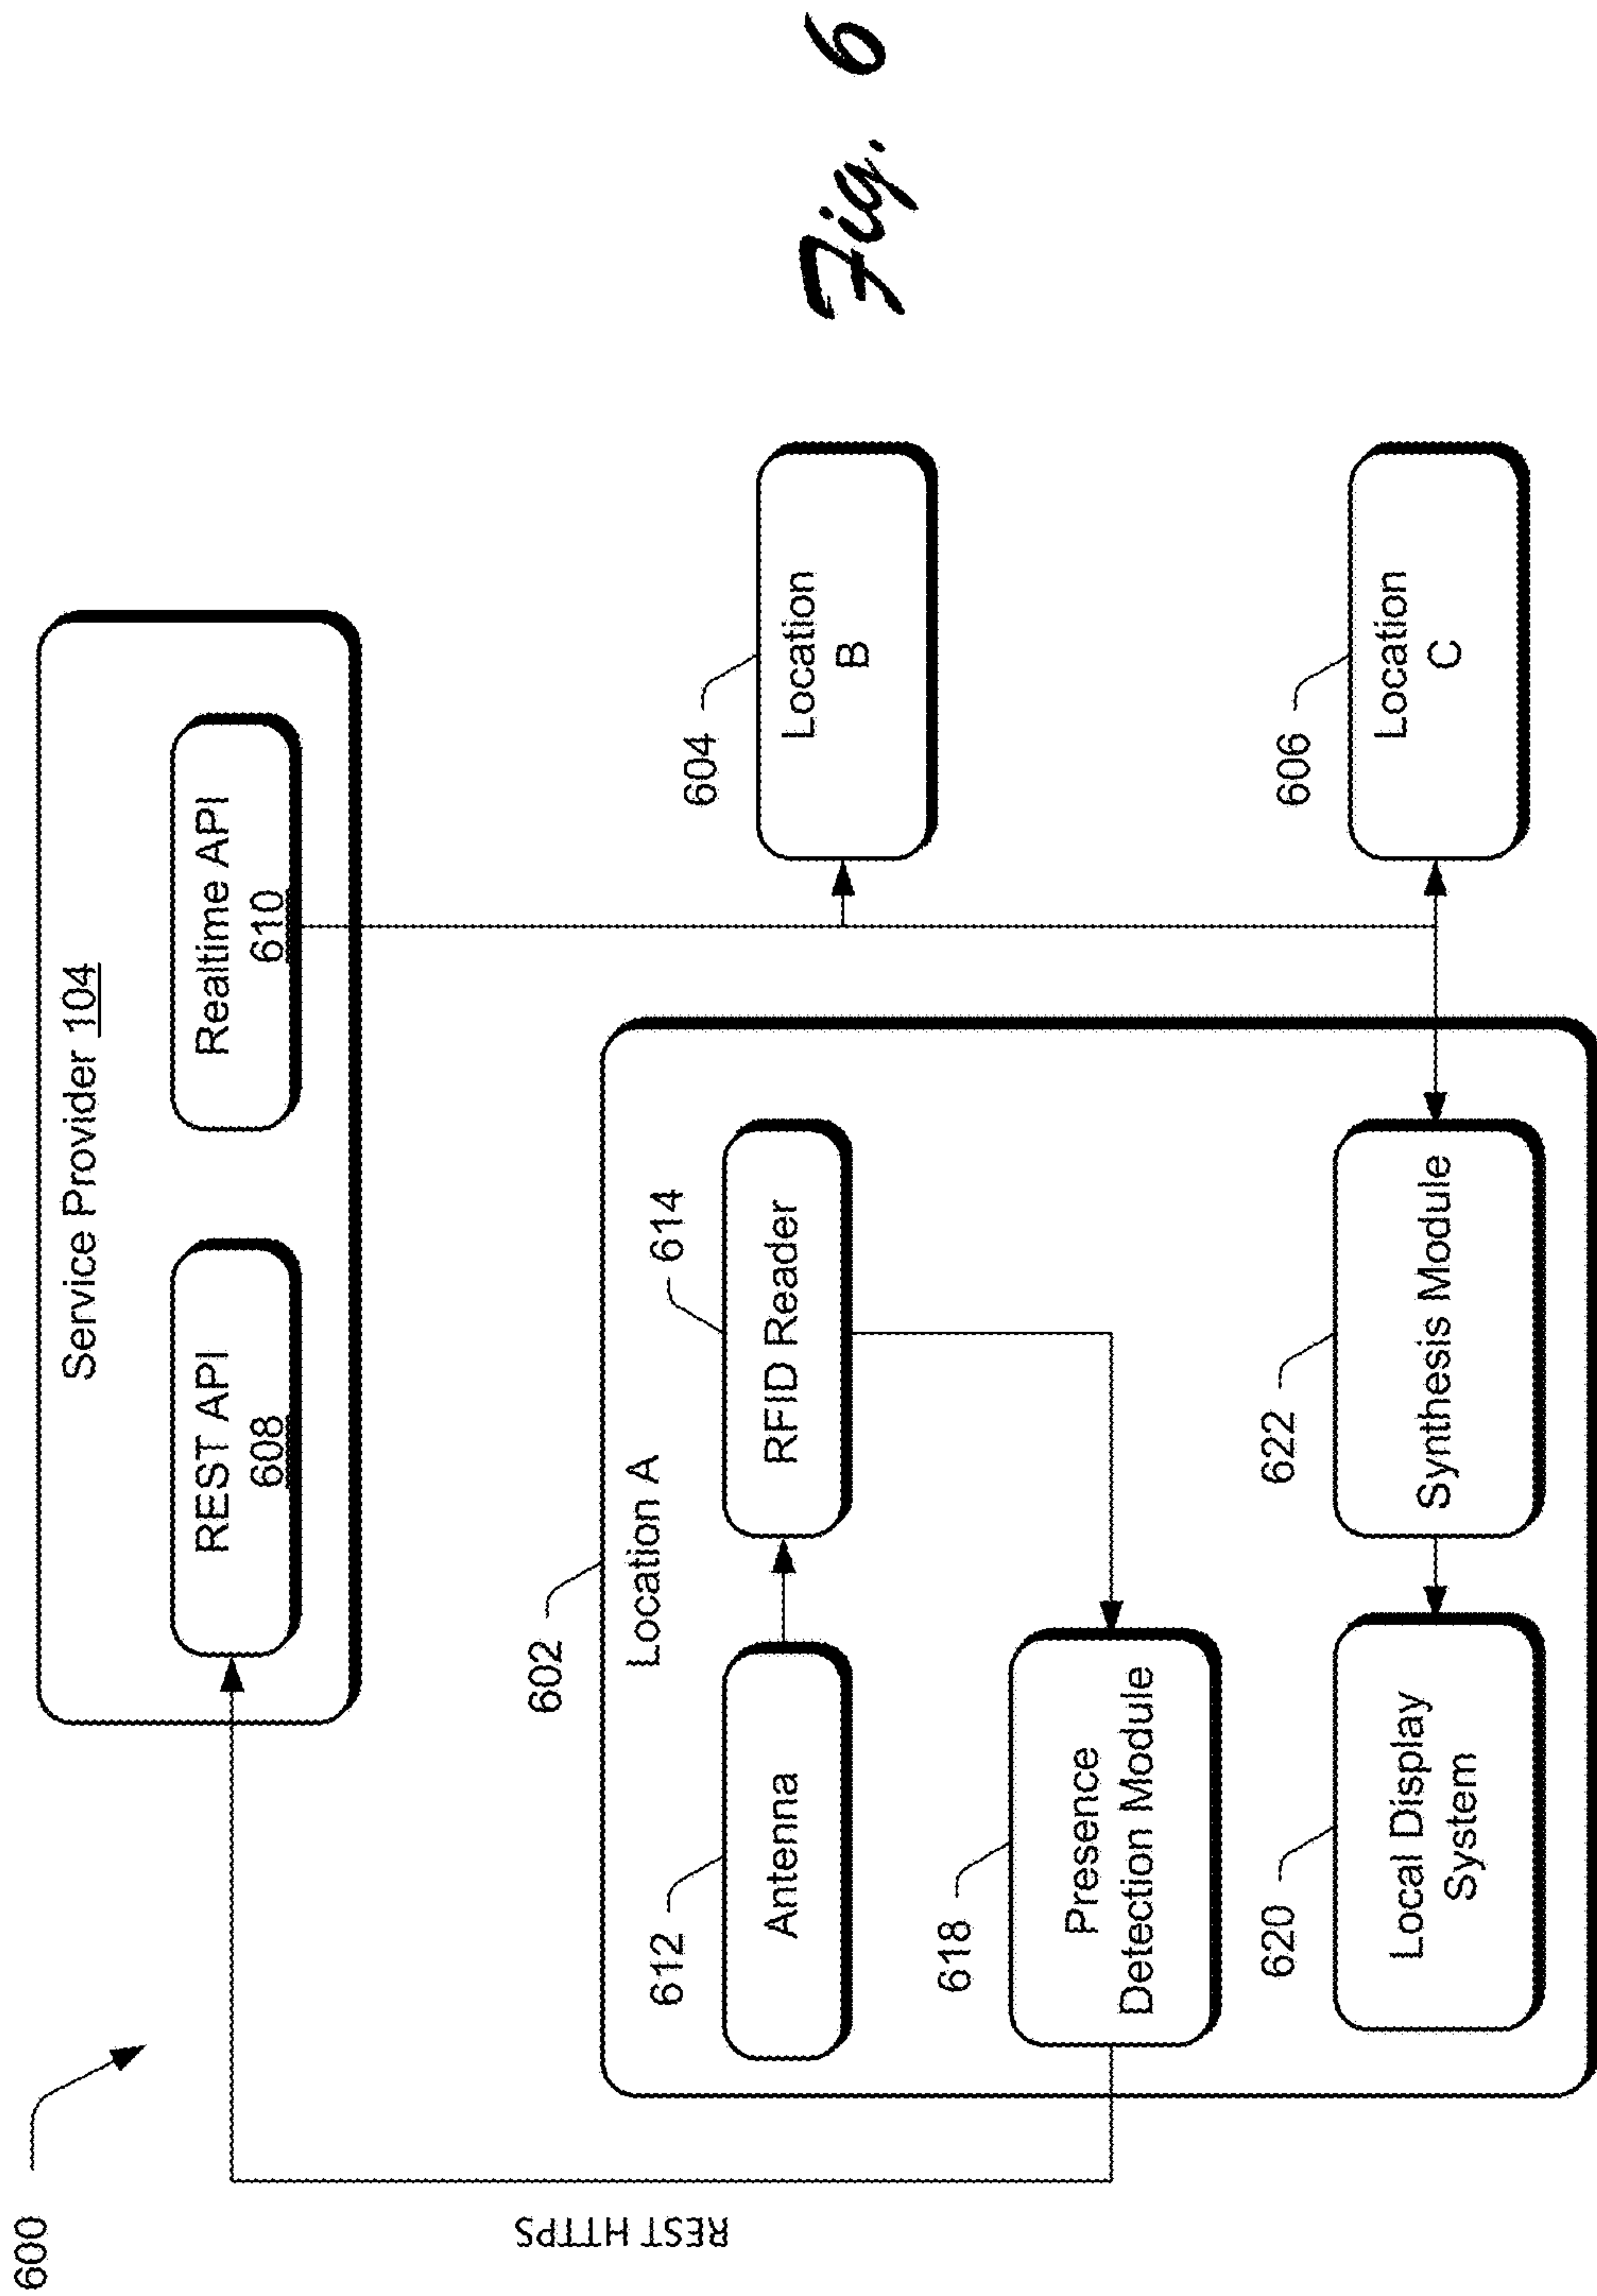 600
Service Provider 104
REST API
608
Realtime API
610
REST HTTPS
602
Location A
612
Antenna
614
RFID Reader
618
Presence
Detection Module
620
Local Display
System
622
Synthesis Module
604
Location
B
606
Location
C
Fig. 6